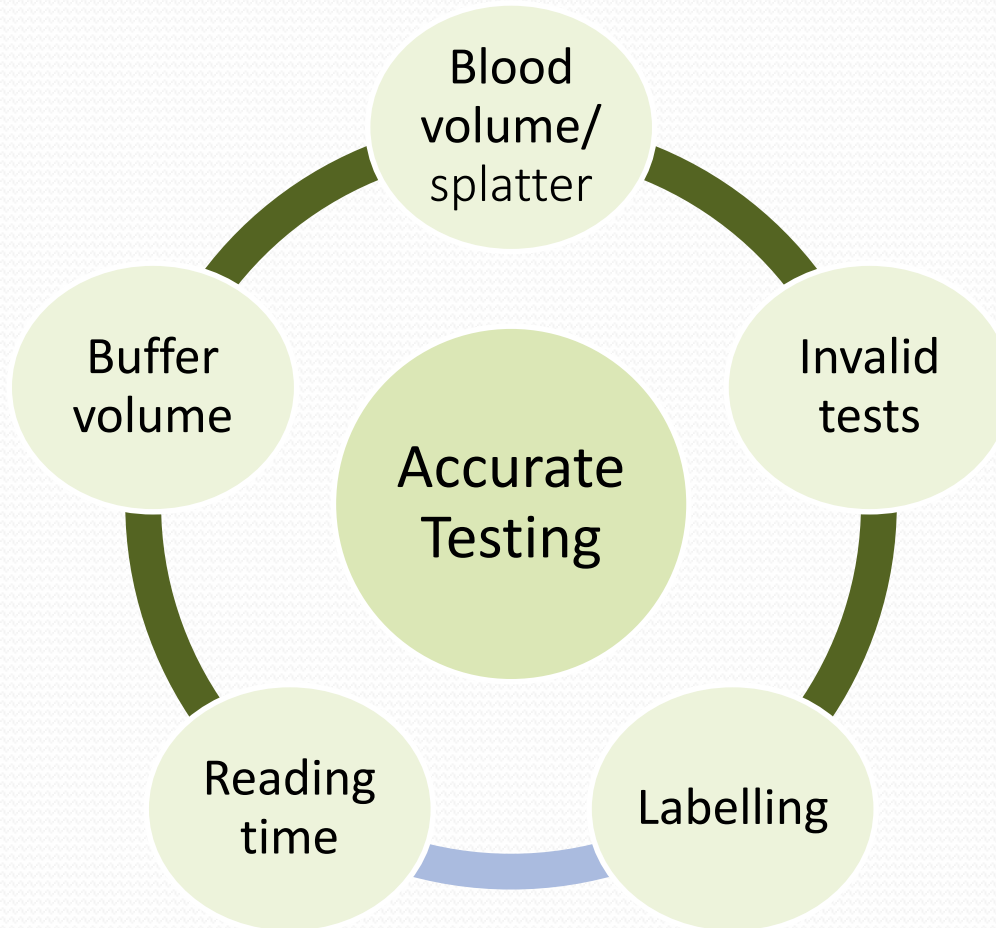 Blood
volume/
splatter
Buffer
volume
Invalid
tests
Accurate
Testing
Reading
time
Labelling